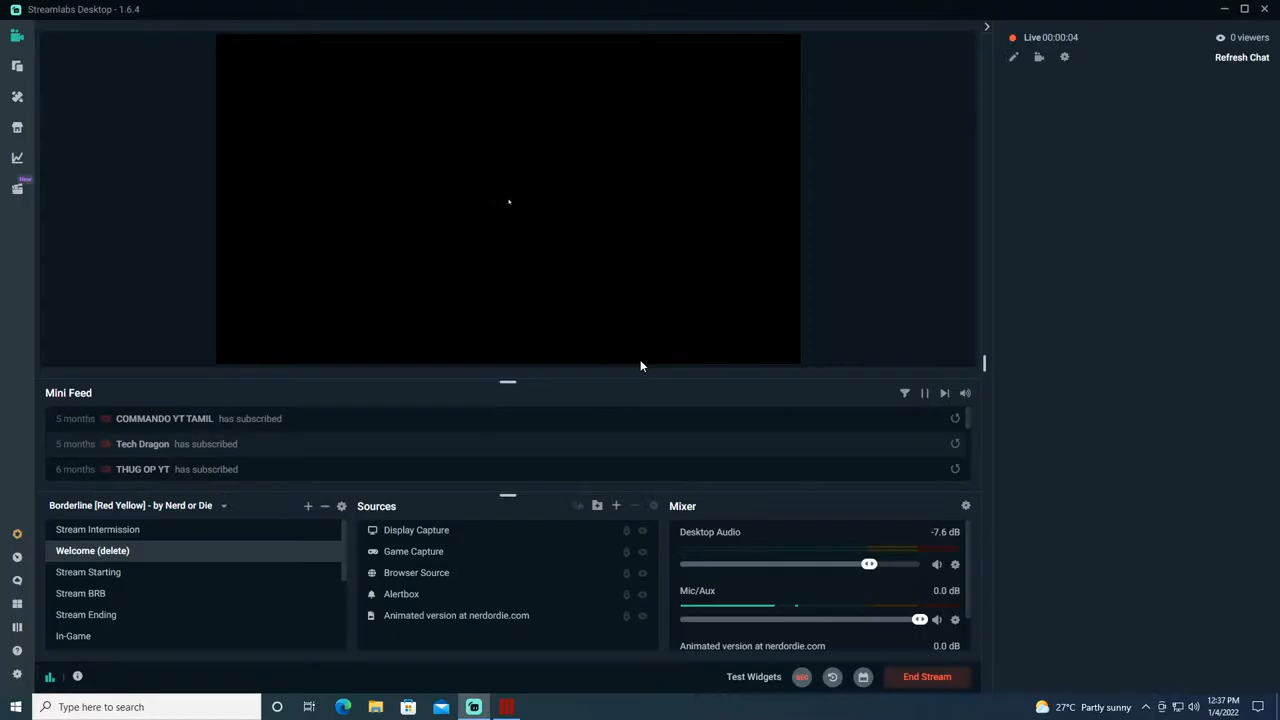 Streamlabs Desktop - 1.6.4
Live 00:00:04
0 viewers
Refresh Chat
New
Mini Feed
5 months COMMANDO YT TAMIL has subscribed
5 months Tech Dragon has subscribed
6 months THUG OP YT has subscribed
Borderline [Red Yellow] - by Nerd or Die
Stream Intermission
Welcome (delete)
Stream Starting
Stream BRB
Stream Ending
In-Game
Sources
Display Capture
Game Capture
Browser Source
Alertbox
Animated version at nerdordie.com
Mixer
Desktop Audio -7.6 dB
Mic/Aux 0.0 dB
Animated version at nerdordie.com 0.0 dB
Test Widgets
REC
End Stream
Type here to search
27°C Partly sunny
12:37 PM
1/4/2022